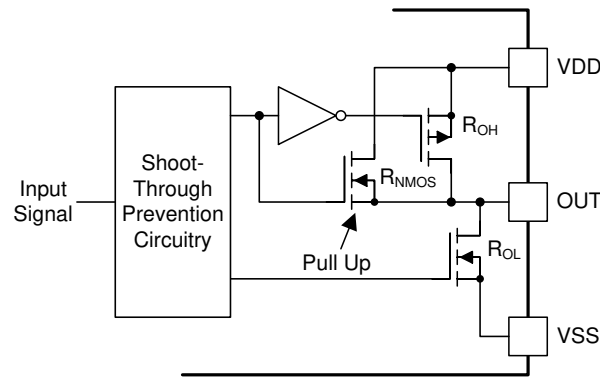 VDD
R_OH
Shoot-
Through
Prevention
Circuitry
Input
Signal
R_NMOS
OUT
Pull Up
R_OL
VSS